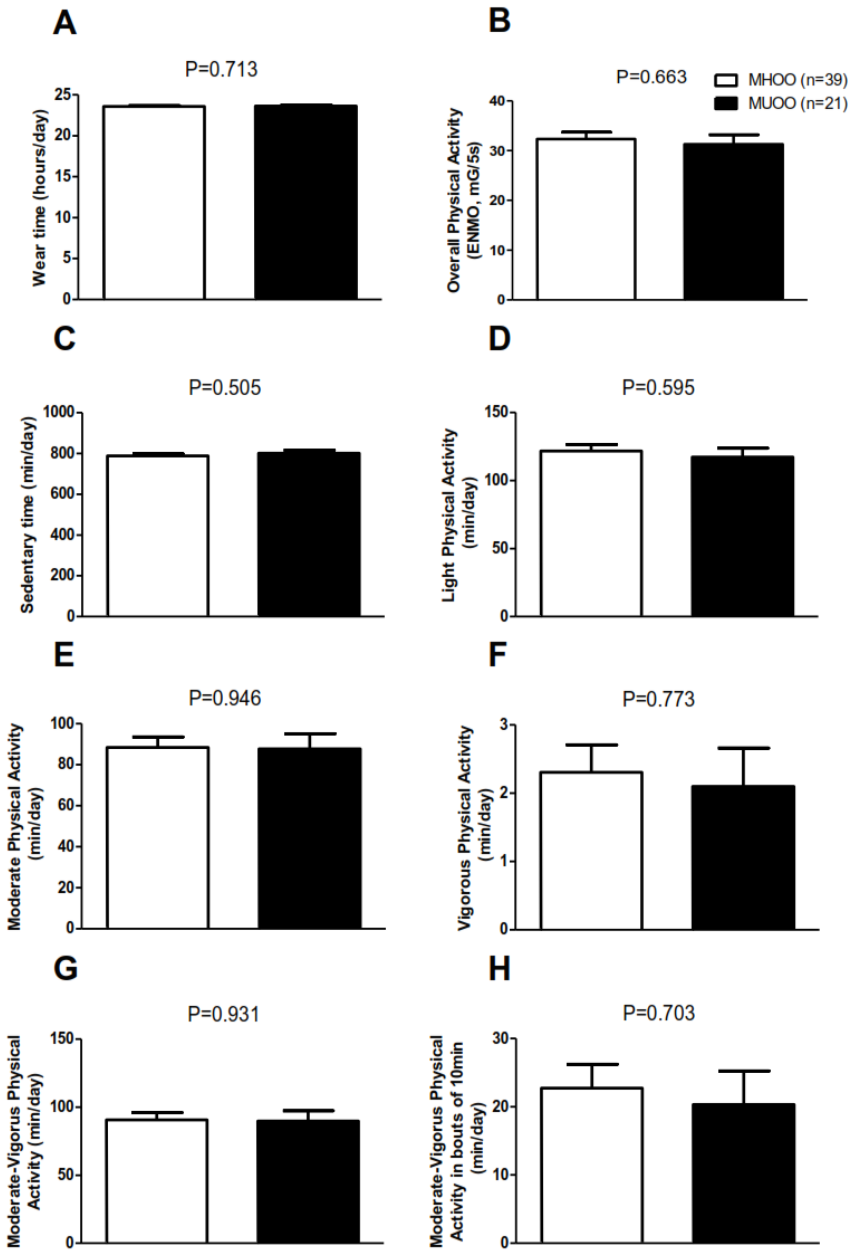 A
P=0.713
Wear time (hours/day)
25
20
15
10
5
0
B
P=0.663
MHOO (n=39)
MUOO (n=21)
Overall Physical Activity
(ENMO, mG/5s)
40
30
20
10
0
C
P=0.505
Sedentary time (min/day)
1000
800
600
400
200
0
D
P=0.595
Light Physical Activity
(min/day)
150
100
50
0
E
P=0.946
Moderate Physical Activity
(min/day)
100
80
60
40
20
0
F
P=0.773
Vigorous Physical Activity
(min/day)
3
2
1
0
G
P=0.931
Moderate-Vigorus Physical
Activity (min/day)
150
100
50
0
H
P=0.703
Moderate-Vigorus Physical
Activity in bouts of 10min
(min/day)
30
20
10
0